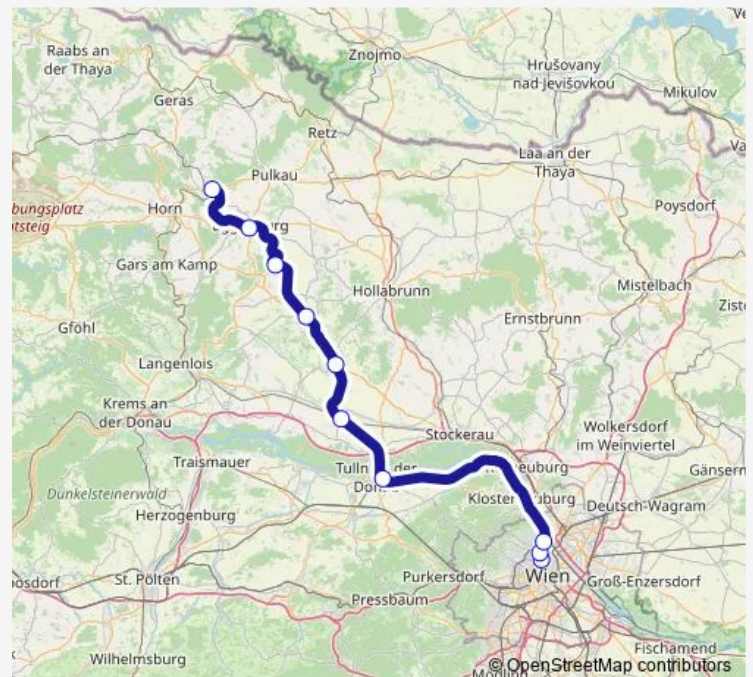 Raabs an
der Thaya
Znojmo
Hrušovany
nad Jevišovkou
Mikulov
Geras
Retz
Laa an der
Thaya
Pulkau
Horn
Poysdorf
Gars am Kamp
Hollabrunn
Mistelbach
Ernstbrunn
Gföhl
Langenlois
Krems an
der Donau
Stockerau
Wolkersdorf
im Weinviertel
Traismauer
Tulln
Dunkelsteinerwald
Herzogenburg
Deutsch-Wagram
St. Pölten
Purkersdorf
Wien
Groß-Enzersdorf
Pressbaum
Wilhelmsburg
Fischamend
© OpenStreetMap contributors